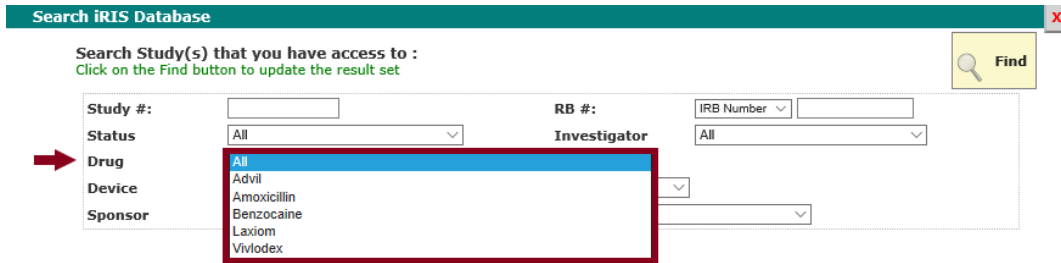 Search iRIS Database
X
Search Study(s) that you have access to :
Click on the Find button to update the result set
Find
Study #:
RB #:
IRB Number
Status
All
Investigator
All
Drug
All
Advil
Amoxicillin
Benzocaine
Laxiom
Vivlodex
Device
Sponsor